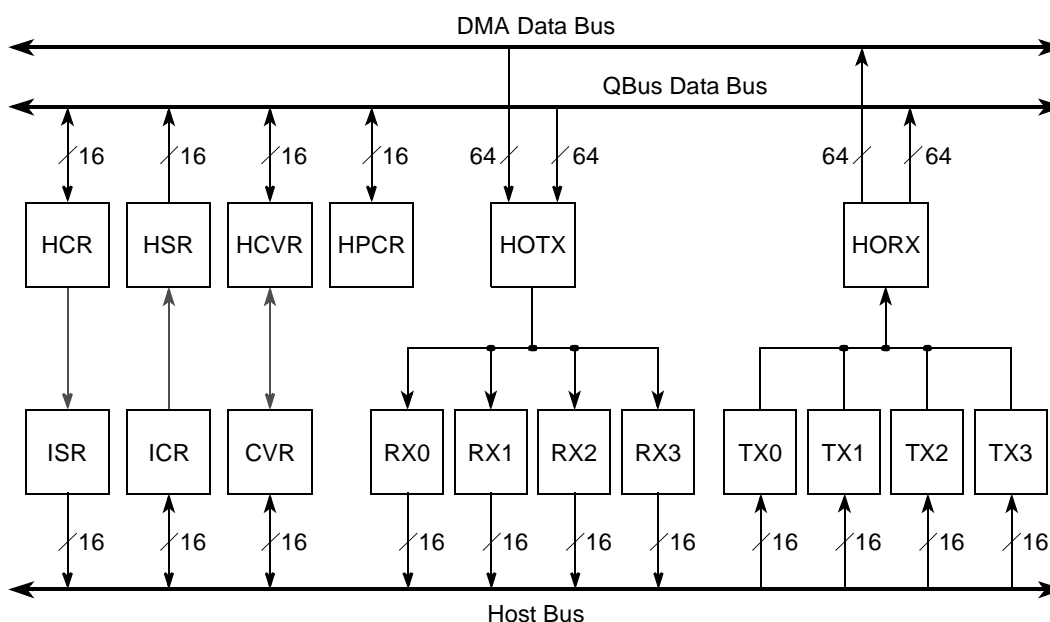 DMA Data Bus
QBus Data Bus
16 16 16 16 64 64 64 64
HCR HSR HCVR HPCR HOTX HORX
ISR ICR CVR RX0 RX1 RX2 RX3 TX0 TX1 TX2 TX3
16 16 16 16 16 16 16 16 16 16 16
Host Bus